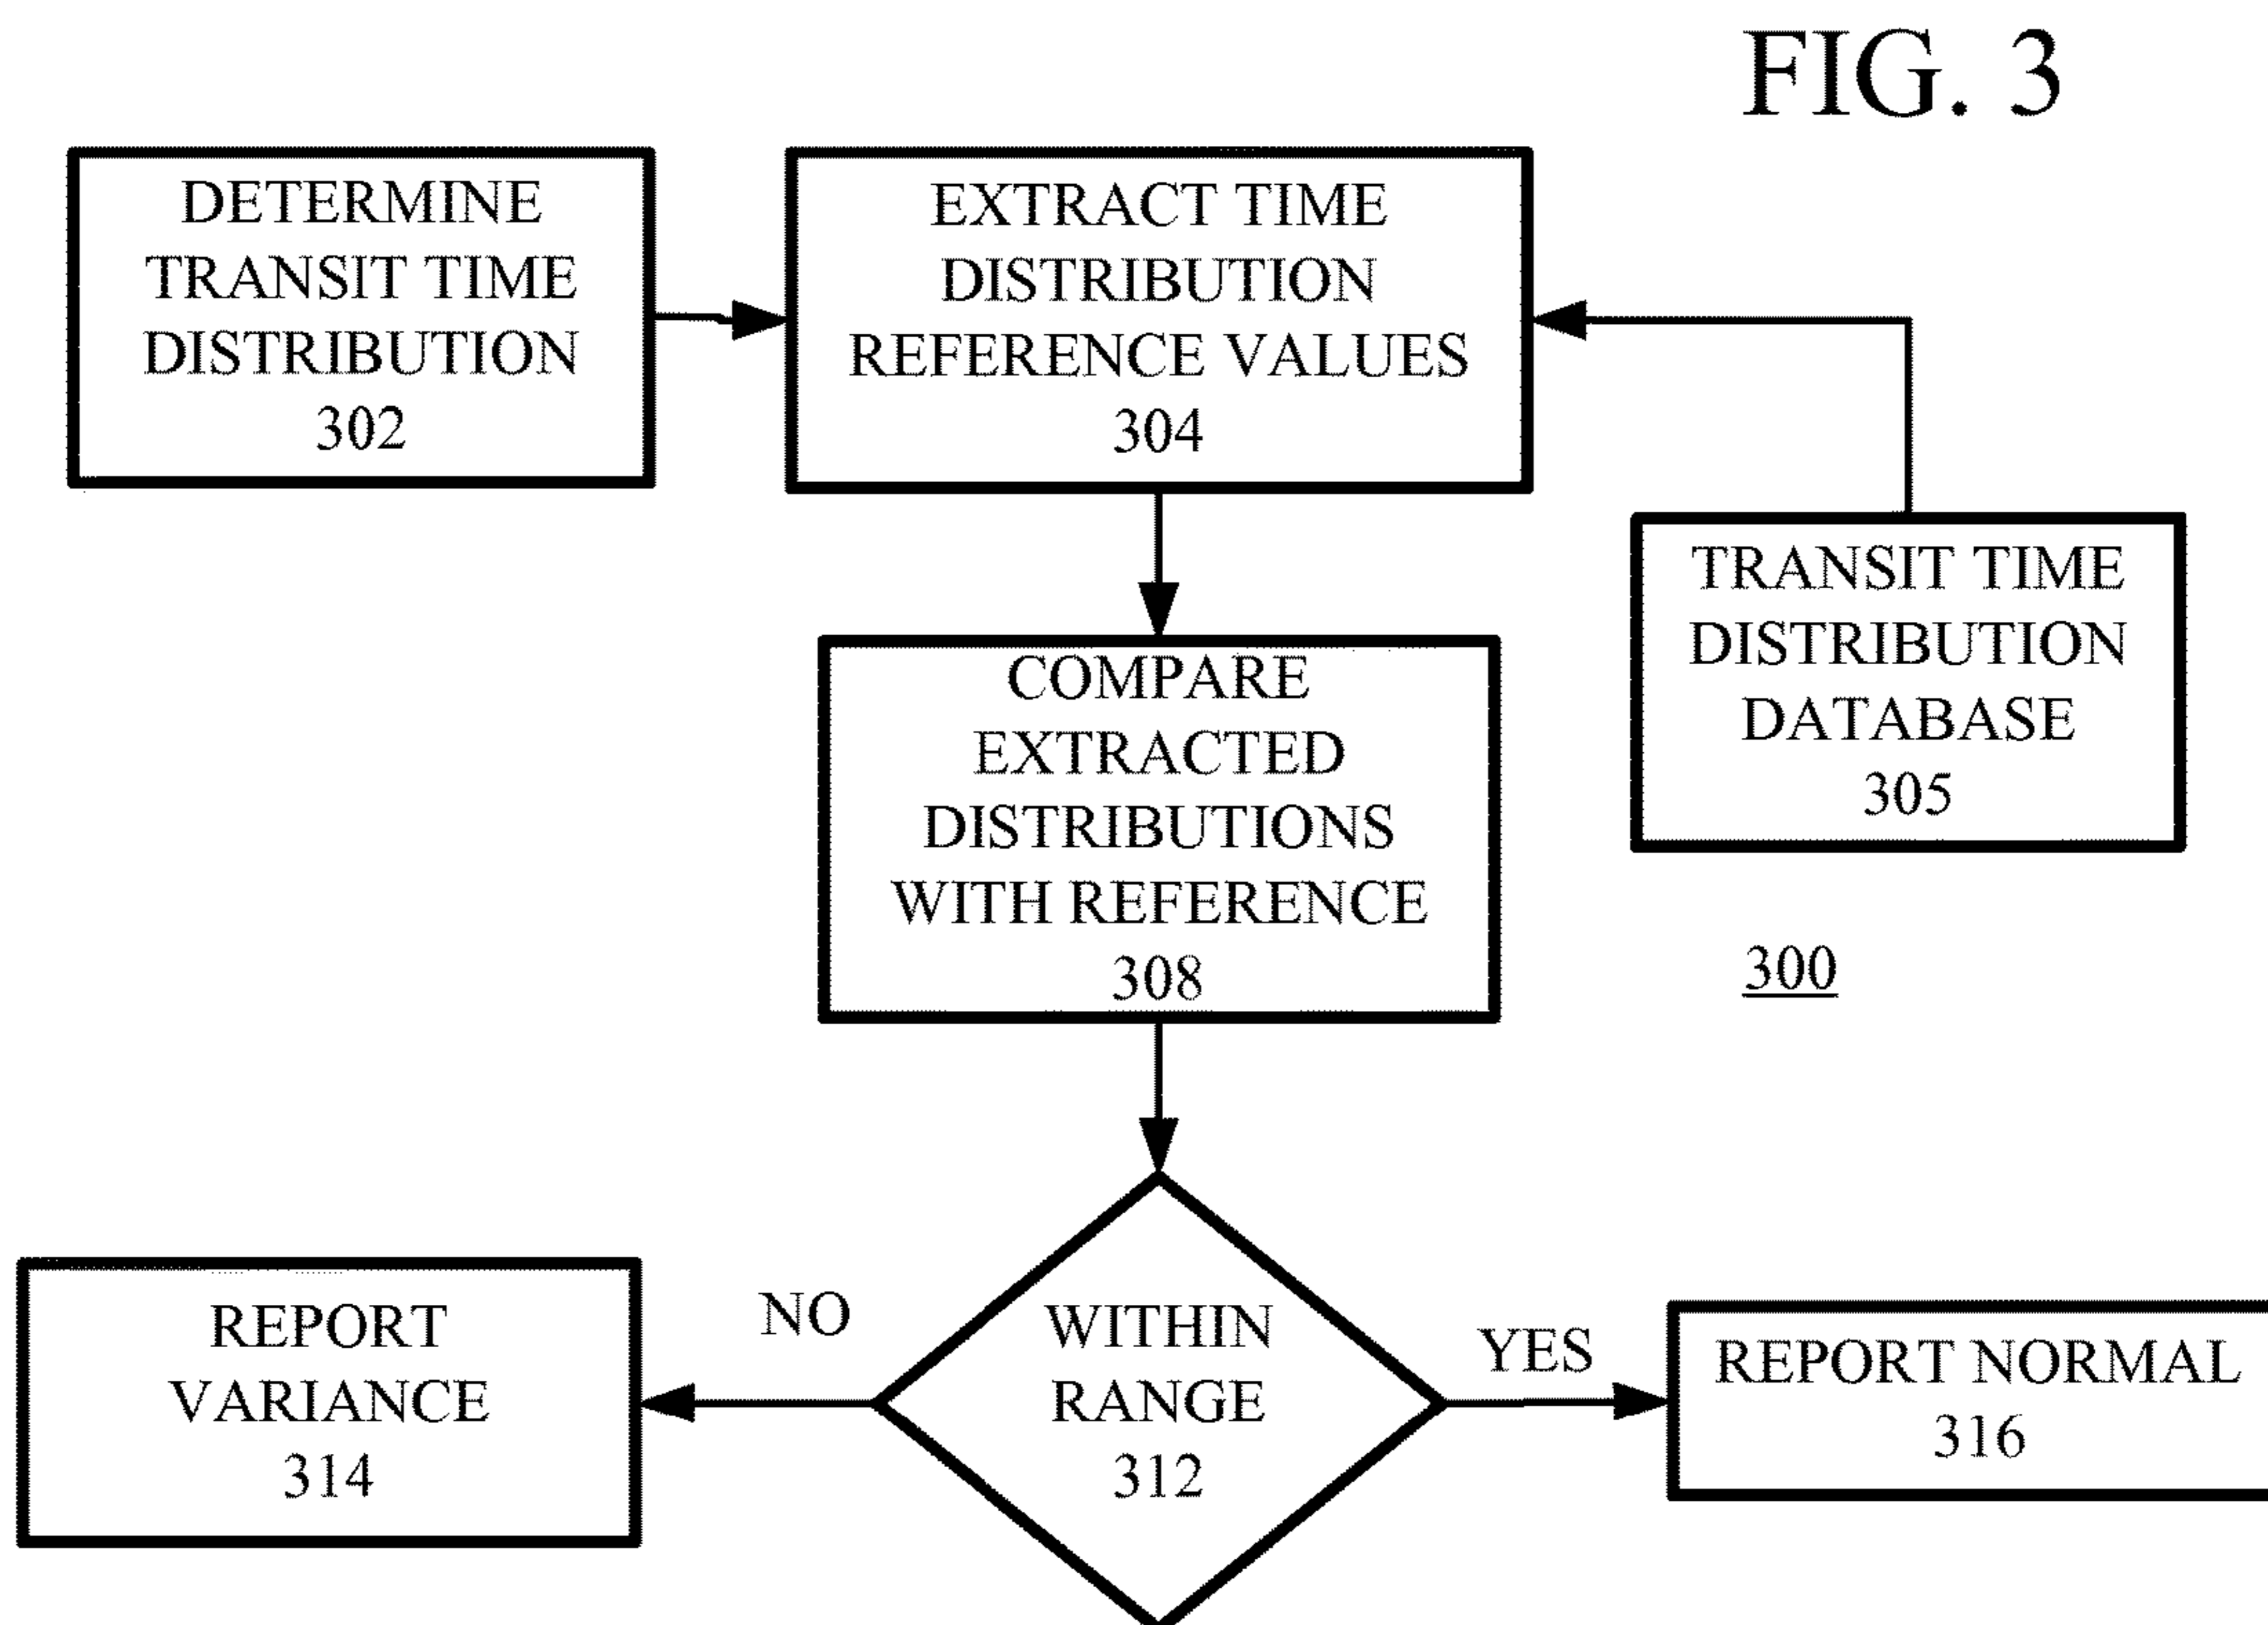 FIG. 3
DETERMINE
TRANSIT TIME
DISTRIBUTION
302
EXTRACT TIME
DISTRIBUTION
REFERENCE VALUES
304
TRANSIT TIME
DISTRIBUTION
DATABASE
305
COMPARE
EXTRACTED
DISTRIBUTIONS
WITH REFERENCE
308
300
REPORT
VARIANCE
314
NO
WITHIN
RANGE
312
YES
REPORT NORMAL
316